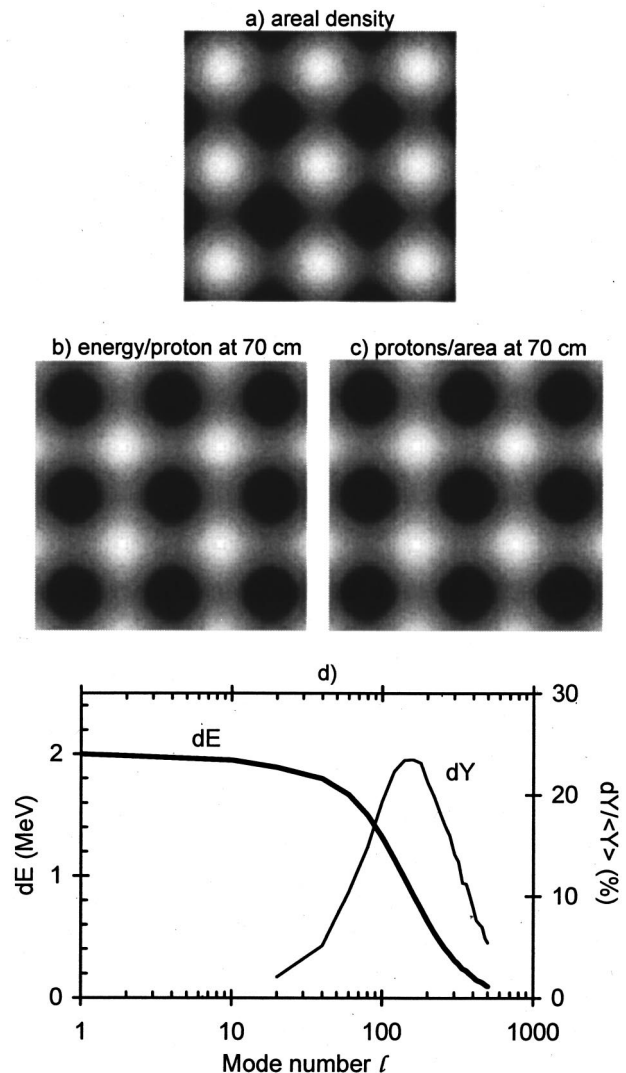 a) areal density
b) energy/proton at 70 cm
c) protons/area at 70 cm
d)
30
dE
2
dY
20
dE (MeV)
dY/<Y> (%)
1
10
0
0
1
10
100
1000
Mode number ℓ